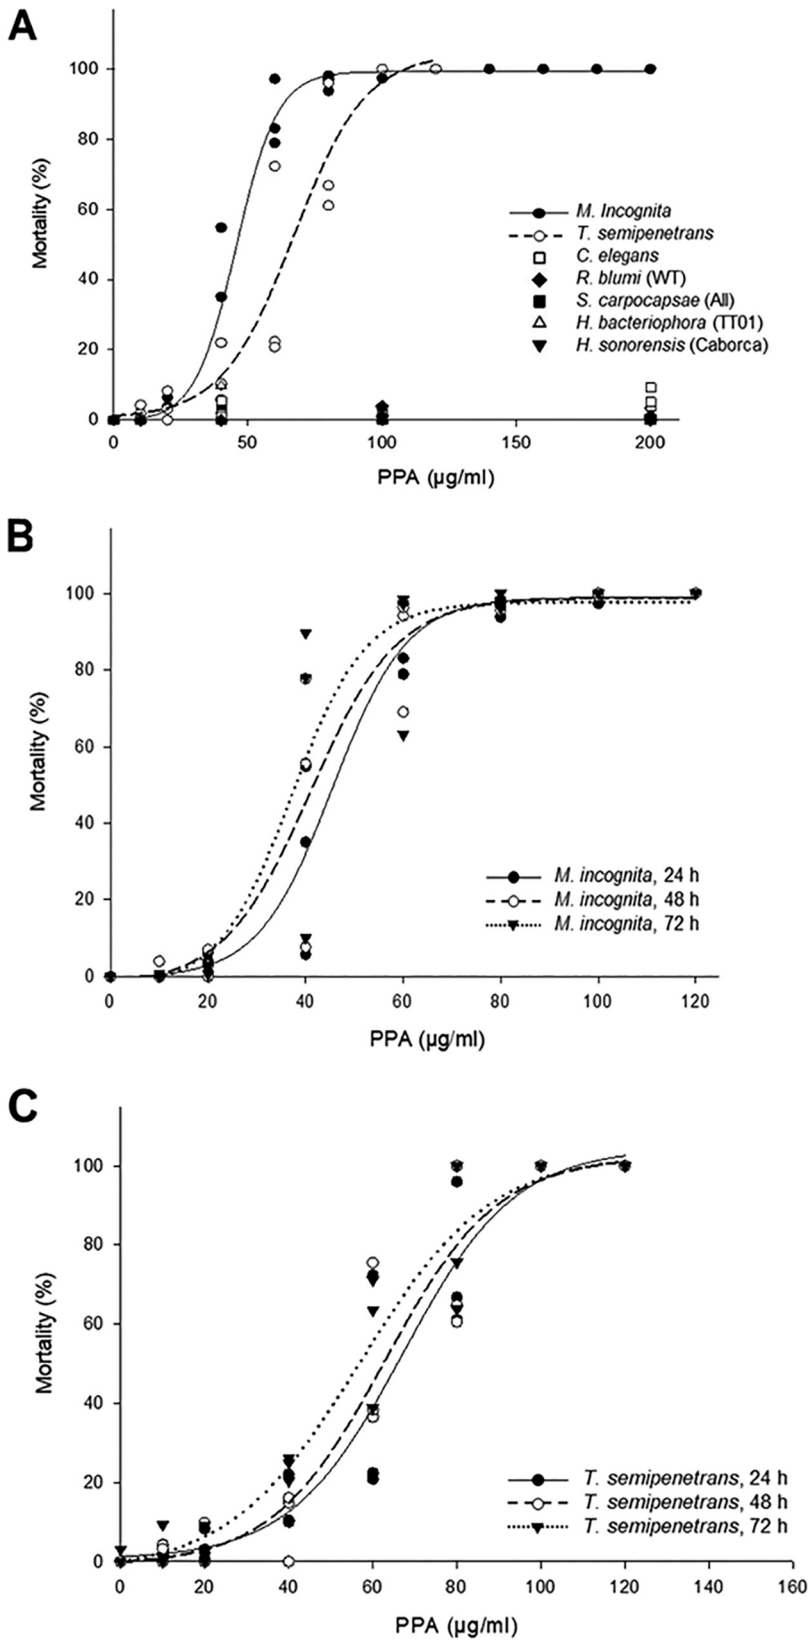 A
100
80
60
40
20
0
Mortality (%)
M. Incognita
T. semipenetrans
C. elegans
R. blumi (WT)
S. carpocapsae (All)
H. bacteriophora (TT01)
H. sonorensis (Caborca)
0 50 100 150 200
PPA (µg/ml)
B
100
80
60
40
20
0
Mortality (%)
M. incognita, 24 h
M. incognita, 48 h
M. incognita, 72 h
0 20 40 60 80 100 120
PPA (µg/ml)
C
100
80
60
40
20
0
Mortality (%)
T. semipenetrans, 24 h
T. semipenetrans, 48 h
T. semipenetrans, 72 h
0 20 40 60 80 100 120 140 160
PPA (µg/ml)